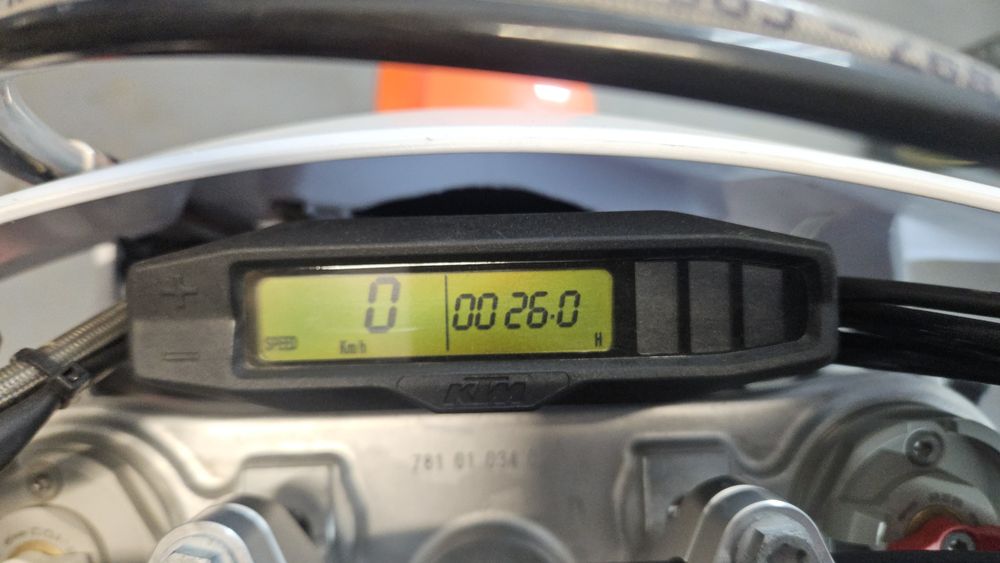 0
0026.0
SPEED
Km/h
H
KTM
781 01 034